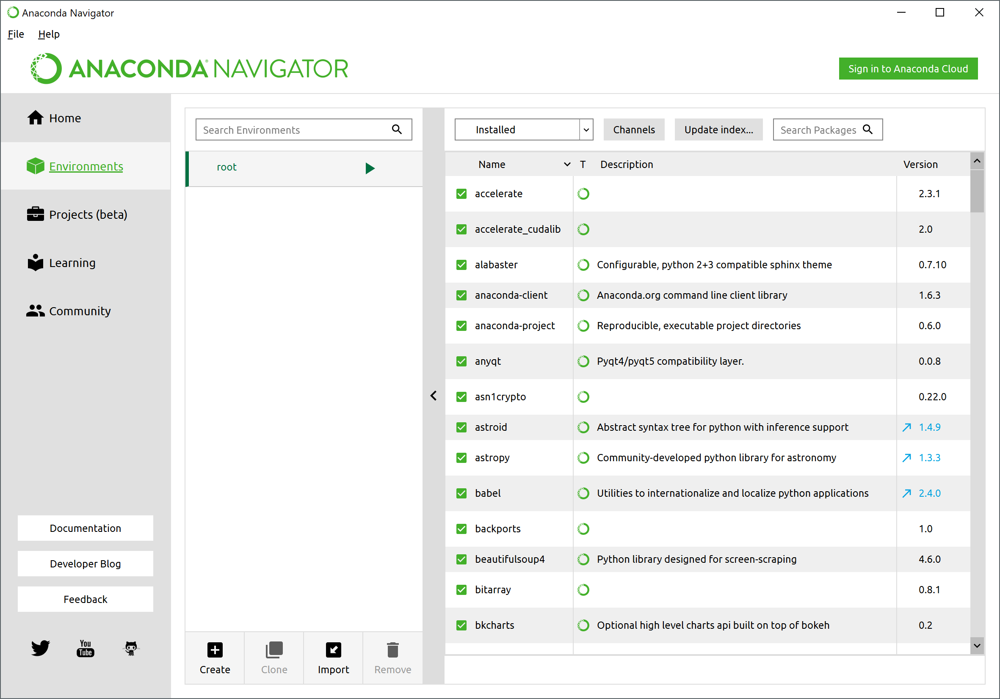 Anaconda Navigator
File Help
ANACONDA® NAVIGATOR
Sign in to Anaconda Cloud
Home
Environments
Projects (beta)
Learning
Community
Documentation
Developer Blog
Feedback
You
Tube
Search Environments
root
Create Clone Import Remove
Installed Channels Update index... Search Packages
Name T Description Version
accelerate 2.3.1
accelerate_cudalib 2.0
alabaster Configurable, python 2+3 compatible sphinx theme 0.7.10
anaconda-client Anaconda.org command line client library 1.6.3
anaconda-project Reproducible, executable project directories 0.6.0
anyqt Pyqt4/pyqt5 compatibility layer. 0.0.8
asn1crypto 0.22.0
astroid Abstract syntax tree for python with inference support 1.4.9
astropy Community-developed python library for astronomy 1.3.3
babel Utilities to internationalize and localize python applications 2.4.0
backports 1.0
beautifulsoup4 Python library designed for screen-scraping 4.6.0
bitarray 0.8.1
bkcharts Optional high level charts api built on top of bokeh 0.2